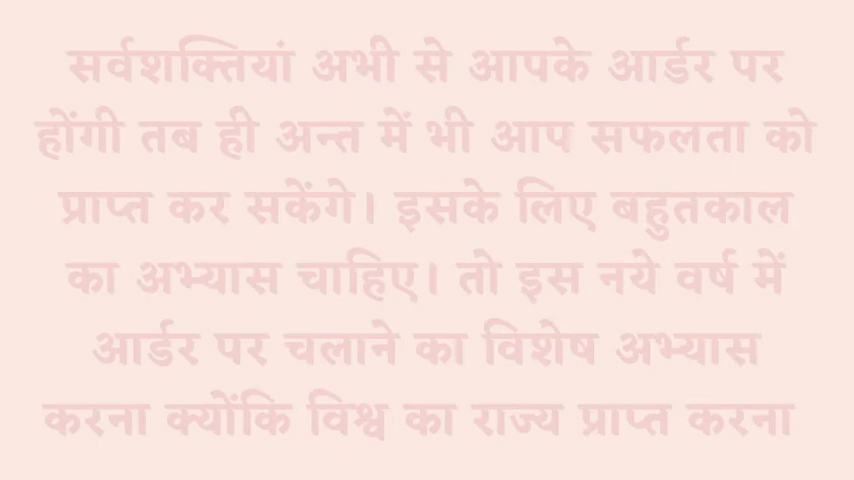 सर्वशक्तियां अभी से आपके आर्डर पर
होंगी तब ही अन्त में भी आप सफलता को
प्राप्त कर सकेंगे। इसके लिए बहुतकाल
का अभ्यास चाहिए। तो इस नये वर्ष में
आर्डर पर चलाने का विशेष अभ्यास
करना क्योंकि विश्व का राज्य प्राप्त करना